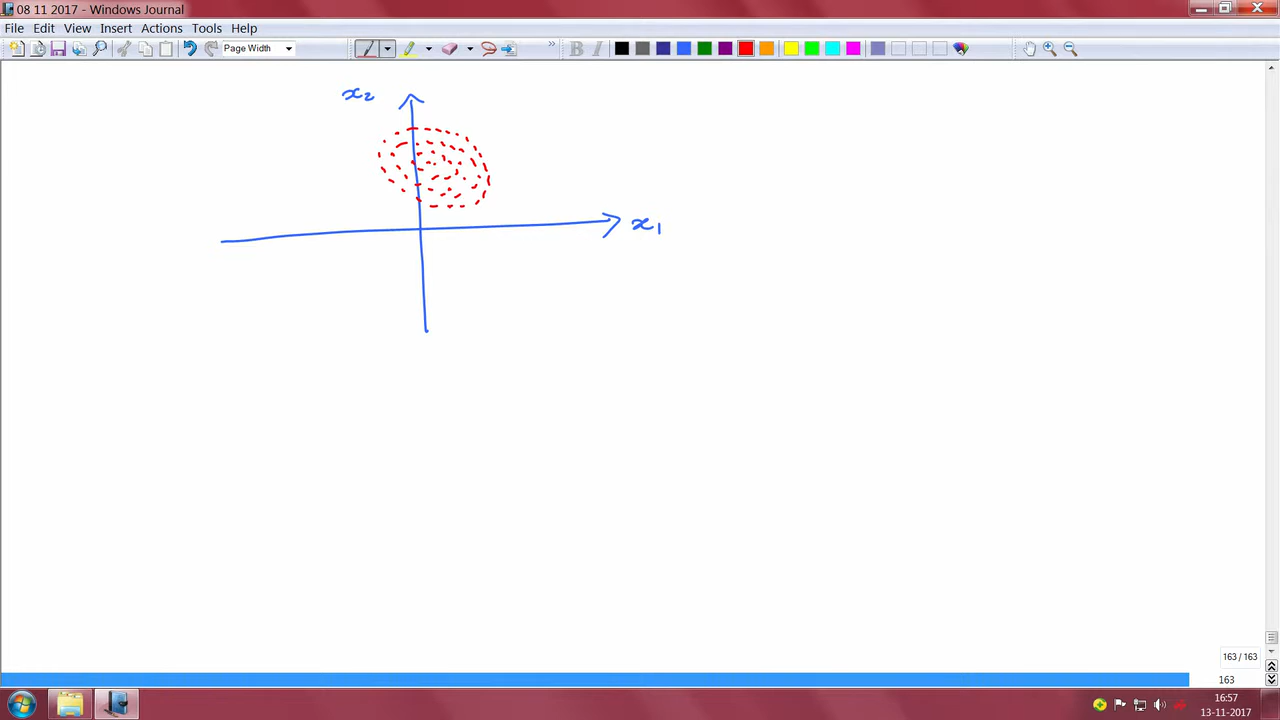 08 11 2017 - Windows Journal
File Edit View Insert Actions Tools Help
Page Width
B I
x₂
x₁
163 / 163
163
16:57
13-11-2017